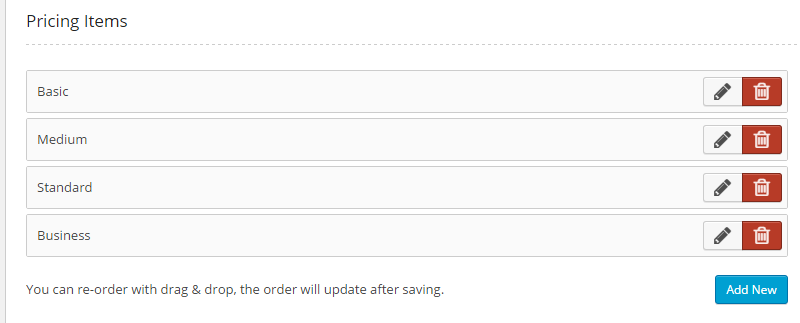 Pricing Items
Basic
Medium
Standard
Business
You can re-order with drag & drop, the order will update after saving.
Add New